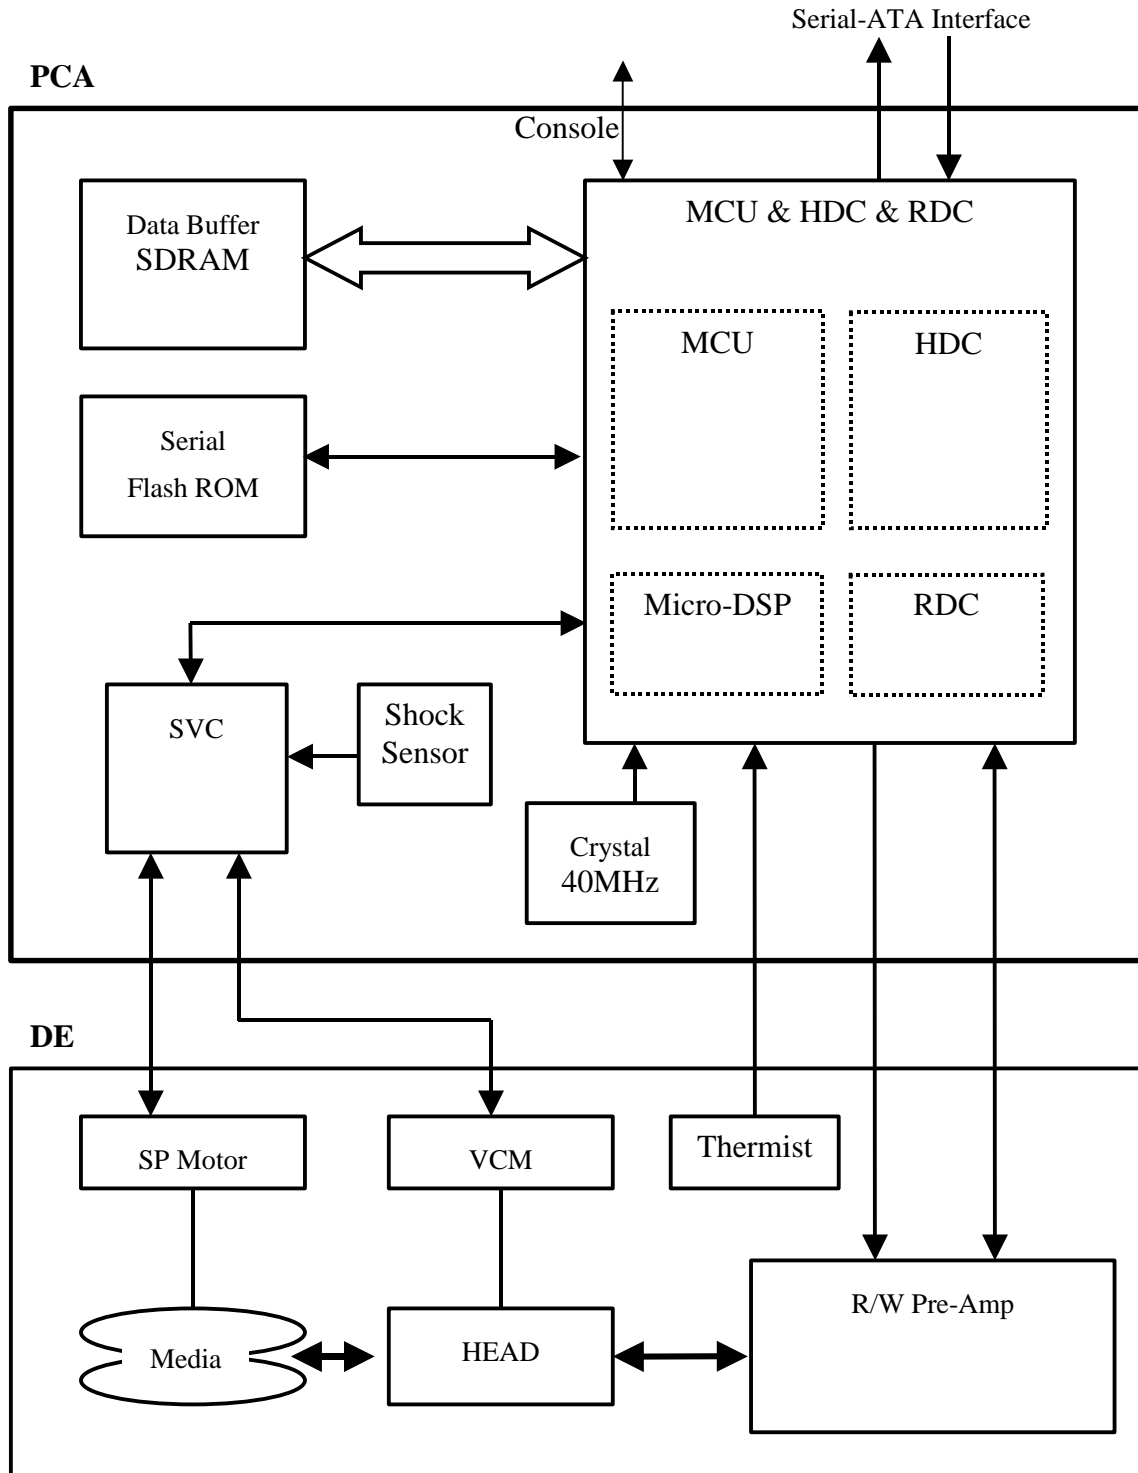 Serial-ATA Interface
PCA
Console
Data Buffer
SDRAM
MCU & HDC & RDC
MCU
HDC
Serial
Flash ROM
Micro-DSP
RDC
SVC
Shock
Sensor
Crystal
40MHz
DE
SP Motor
VCM
Thermist
R/W Pre-Amp
Media
HEAD